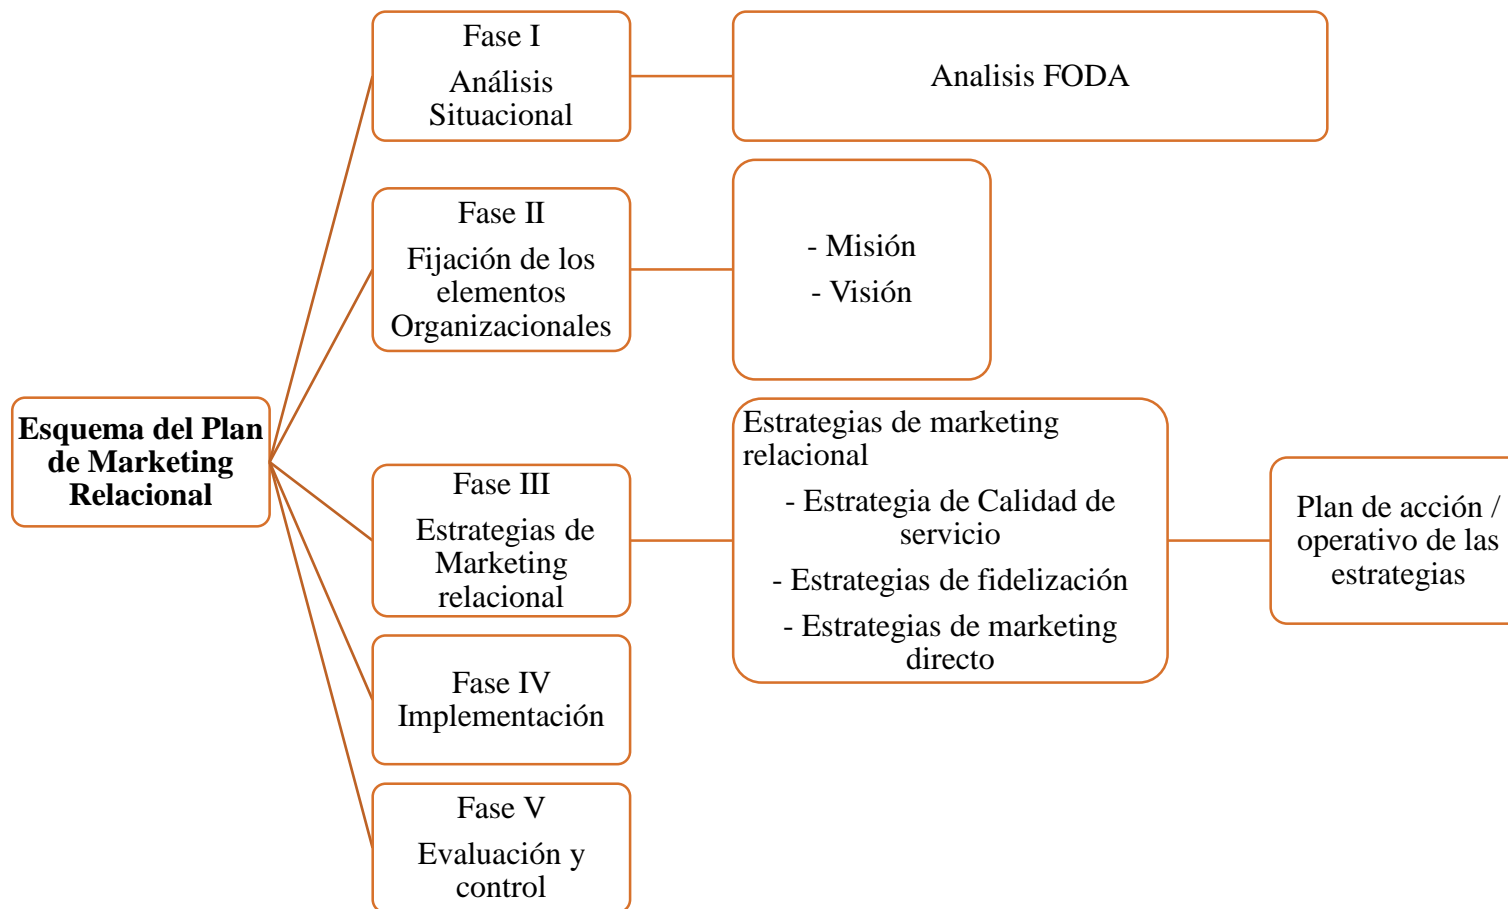 Esquema del Plan
de Marketing
Relacional
Fase I
Análisis
Situacional
Analisis FODA
Fase II
Fijación de los
elementos
Organizacionales
- Misión
- Visión
Fase III
Estrategias de
Marketing
relacional
Estrategias de marketing
relacional
- Estrategia de Calidad de
servicio
- Estrategias de fidelización
- Estrategias de marketing
directo
Plan de acción /
operativo de las
estrategias
Fase IV
Implementación
Fase V
Evaluación y
control